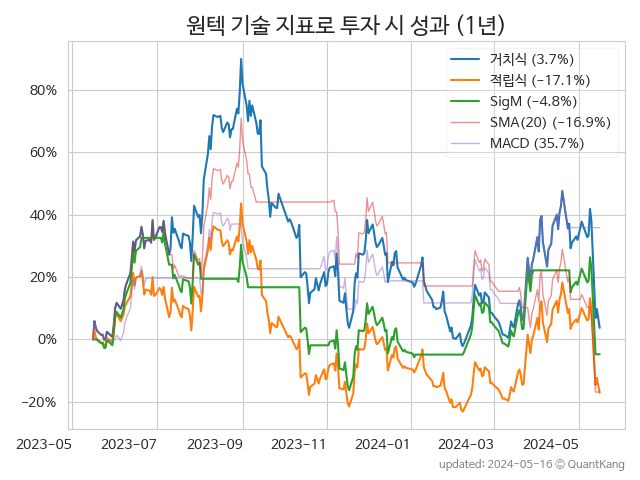 원텍 기술 지표로 투자 시 성과 (1년)
거치식 (3.7%)
적립식 (−17.1%)
SigM (−4.8%)
SMA(20) (−16.9%)
MACD (35.7%)
80%
60%
40%
20%
0%
−20%
2023-05 2023-07 2023-09 2023-11 2024-01 2024-03 2024-05
updated: 2024-05-16 ⓒ QuantKang